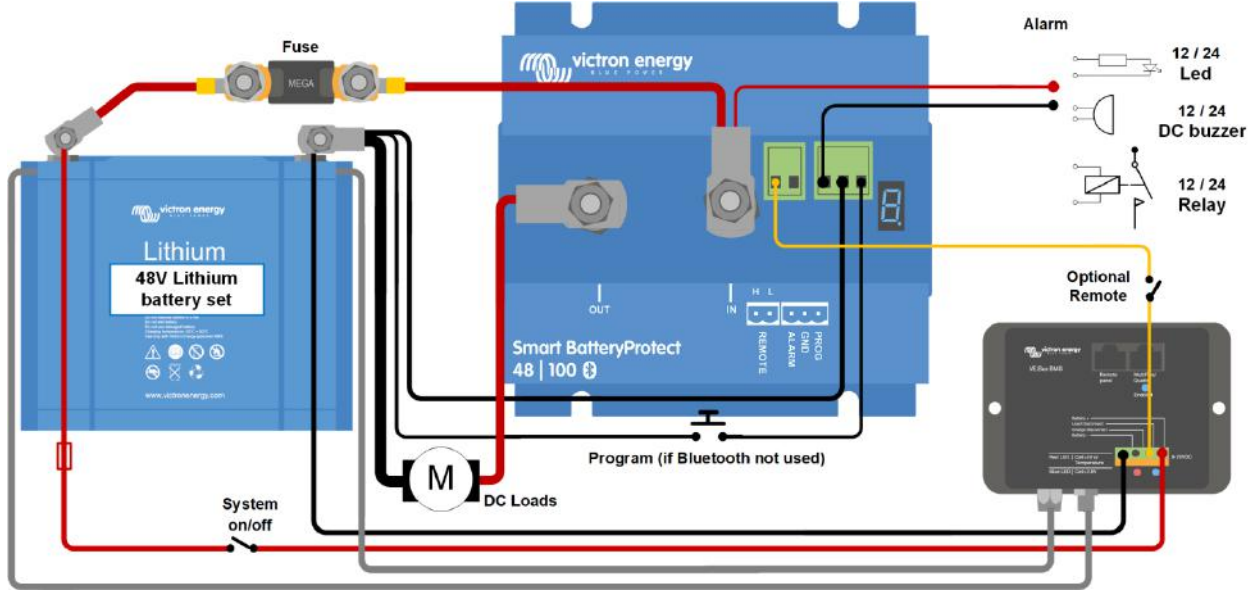 Fuse
MEGA
victron energy
BLUE POWER
Alarm
12 / 24
Led
12 / 24
DC buzzer
12 / 24
Relay
victron energy
BLUE POWER
Lithium
48V Lithium
battery set
www.victronenergy.com
OUT
IN
H L
REMOTE
ALARM
GND
PROG
Smart BatteryProtect
48 | 100
Optional
Remote
victron energy
VE.Bus BMS
Remote
panel
Program (if Bluetooth not used)
M
DC Loads
System
on/off